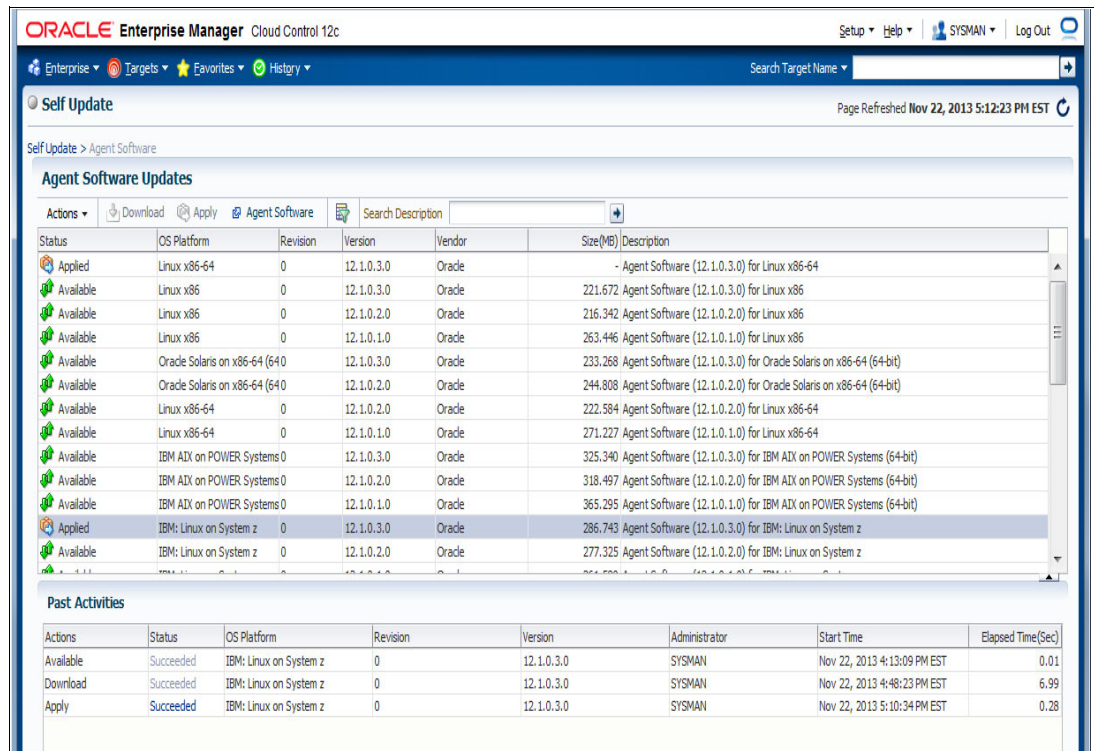 ORACLE Enterprise Manager Cloud Control 12c Setup Help SYSMAN Log Out
Enterprise Targets Favorites History Search Target Name
Self Update Page Refreshed Nov 22, 2013 5:12:23 PM EST
Self Update > Agent Software
Agent Software Updates
Actions Download Apply Agent Software Search Description
Status OS Platform Revision Version Vendor Size(MB) Description
Applied Linux x86-64 0 12.1.0.3.0 Oracle - Agent Software (12.1.0.3.0) for Linux x86-64
Available Linux x86 0 12.1.0.3.0 Oracle 221.672 Agent Software (12.1.0.3.0) for Linux x86
Available Linux x86 0 12.1.0.2.0 Oracle 216.342 Agent Software (12.1.0.2.0) for Linux x86
Available Linux x86 0 12.1.0.1.0 Oracle 263.446 Agent Software (12.1.0.1.0) for Linux x86
Available Oracle Solaris on x86-64 (64 0 12.1.0.3.0 Oracle 233.268 Agent Software (12.1.0.3.0) for Oracle Solaris on x86-64 (64-bit)
Available Oracle Solaris on x86-64 (64 0 12.1.0.2.0 Oracle 244.808 Agent Software (12.1.0.2.0) for Oracle Solaris on x86-64 (64-bit)
Available Linux x86-64 0 12.1.0.2.0 Oracle 222.584 Agent Software (12.1.0.2.0) for Linux x86-64
Available Linux x86-64 0 12.1.0.1.0 Oracle 271.227 Agent Software (12.1.0.1.0) for Linux x86-64
Available IBM AIX on POWER Systems 0 12.1.0.3.0 Oracle 325.340 Agent Software (12.1.0.3.0) for IBM AIX on POWER Systems (64-bit)
Available IBM AIX on POWER Systems 0 12.1.0.2.0 Oracle 318.497 Agent Software (12.1.0.2.0) for IBM AIX on POWER Systems (64-bit)
Available IBM AIX on POWER Systems 0 12.1.0.1.0 Oracle 365.295 Agent Software (12.1.0.1.0) for IBM AIX on POWER Systems (64-bit)
Applied IBM: Linux on System z 0 12.1.0.3.0 Oracle 286.743 Agent Software (12.1.0.3.0) for IBM: Linux on System z
Available IBM: Linux on System z 0 12.1.0.2.0 Oracle 277.325 Agent Software (12.1.0.2.0) for IBM: Linux on System z
Past Activities
Actions Status OS Platform Revision Version Administrator Start Time Elapsed Time(Sec)
Available Succeeded IBM: Linux on System z 0 12.1.0.3.0 SYSMAN Nov 22, 2013 4:13:09 PM EST 0.01
Download Succeeded IBM: Linux on System z 0 12.1.0.3.0 SYSMAN Nov 22, 2013 4:48:23 PM EST 6.99
Apply Succeeded IBM: Linux on System z 0 12.1.0.3.0 SYSMAN Nov 22, 2013 5:10:34 PM EST 0.28